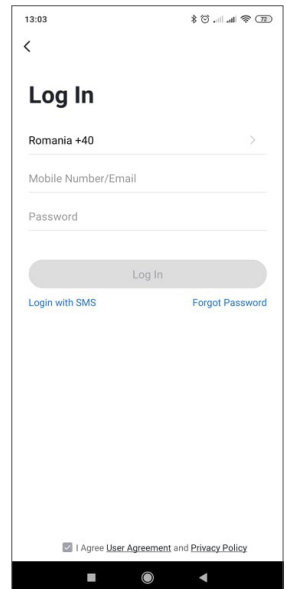 13:03
72
Log In
Romania +40
Mobile Number/Email
Password
Log In
Login with SMS Forgot Password
I Agree User Agreement and Privacy Policy